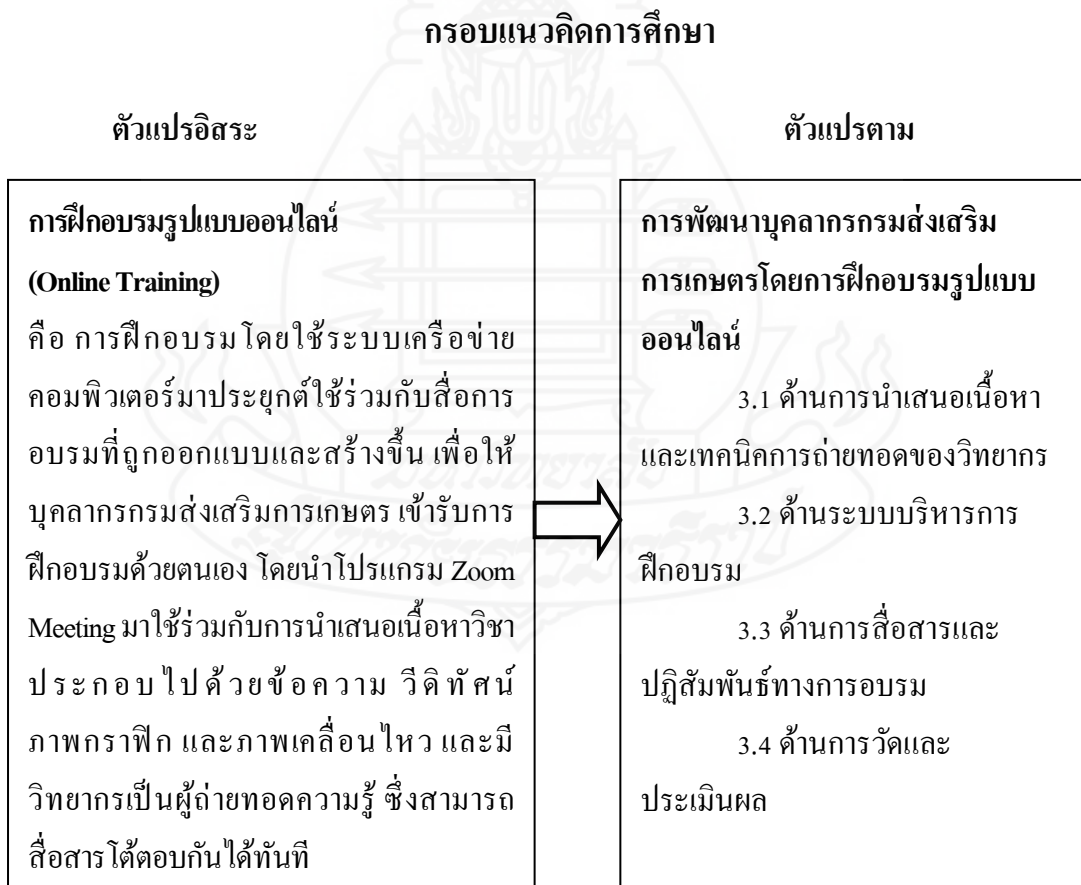 กรอบแนวคิดการศึกษา
ตัวแปรอิสระ
ตัวแปรตาม
การฝึกอบรมรูปแบบออนไลน์
(Online Training)
คือ การฝึกอบรมโดยใช้ระบบเครือข่าย
คอมพิวเตอร์มาประยุกต์ใช้ร่วมกับสื่อการ
อบรมที่ถูกออกแบบและสร้างขึ้น เพื่อให้
บุคลากรกรมส่งเสริมการเกษตร เข้ารับการ
ฝึกอบรมด้วยตนเอง โดยนำโปรแกรม Zoom
Meeting มาใช้ร่วมกับการนำเสนอเนื้อหาวิชา
ประกอบไปด้วยข้อความ วีดิทัศน์
ภาพกราฟิก และภาพเคลื่อนไหว และมี
วิทยากรเป็นผู้ถ่ายทอดความรู้ ซึ่งสามารถ
สื่อสารโต้ตอบกันได้ทันที
การพัฒนาบุคลากรกรมส่งเสริม
การเกษตรโดยการฝึกอบรมรูปแบบ
ออนไลน์
3.1 ด้านการนำเสนอเนื้อหา
และเทคนิคการถ่ายทอดของวิทยากร
3.2 ด้านระบบบริหารการ
ฝึกอบรม
3.3 ด้านการสื่อสารและ
ปฏิสัมพันธ์ทางการอบรม
3.4 ด้านการวัดและ
ประเมินผล